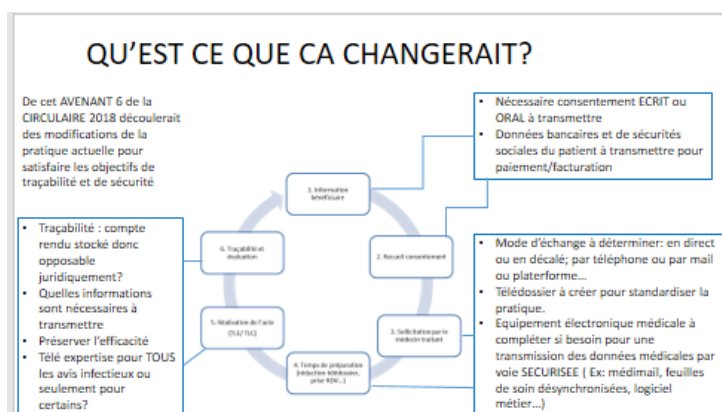 QU'EST CE QUE CA CHANGERAIT?
De cet AVENANT 6 de la
CIRCULAIRE 2018 découlerait
des modifications de la
pratique actuelle pour
satisfaire les objectifs de
traçabilité et de sécurité
▪ Nécessaire consentement ECRIT ou
ORAL à transmettre
▪ Données bancaires et de sécurités
sociales du patient à transmettre pour
paiement/facturation
1. Information
bénéficiaire
2. Recueil consentement
3. Sollicitation par le
médecin traitant
4. Temps de préparation
(rédaction télédossier,
prise RDV...)
5. Réalisation de l'acte
(TLE/ TLC)
6. Traçabilité et
évaluation
• Traçabilité : compte
rendu stocké donc
opposable
juridiquement?
• Quelles informations
sont nécessaires à
transmettre
• Préserver l'efficacité
• Télé expertise pour TOUS
les avis infectieux ou
seulement pour
certains?
▪ Mode d'échange à déterminer: en direct
ou en décalé; par téléphone ou par mail
ou plateforme...
▪ Télédossier à créer pour standardiser la
pratique.
▪ Equipement électronique médicale à
compléter si besoin pour une
transmission des données médicales par
voie SECURISEE ( Ex: médimail, feuilles
de soin désynchronisées, logiciel
métier...)